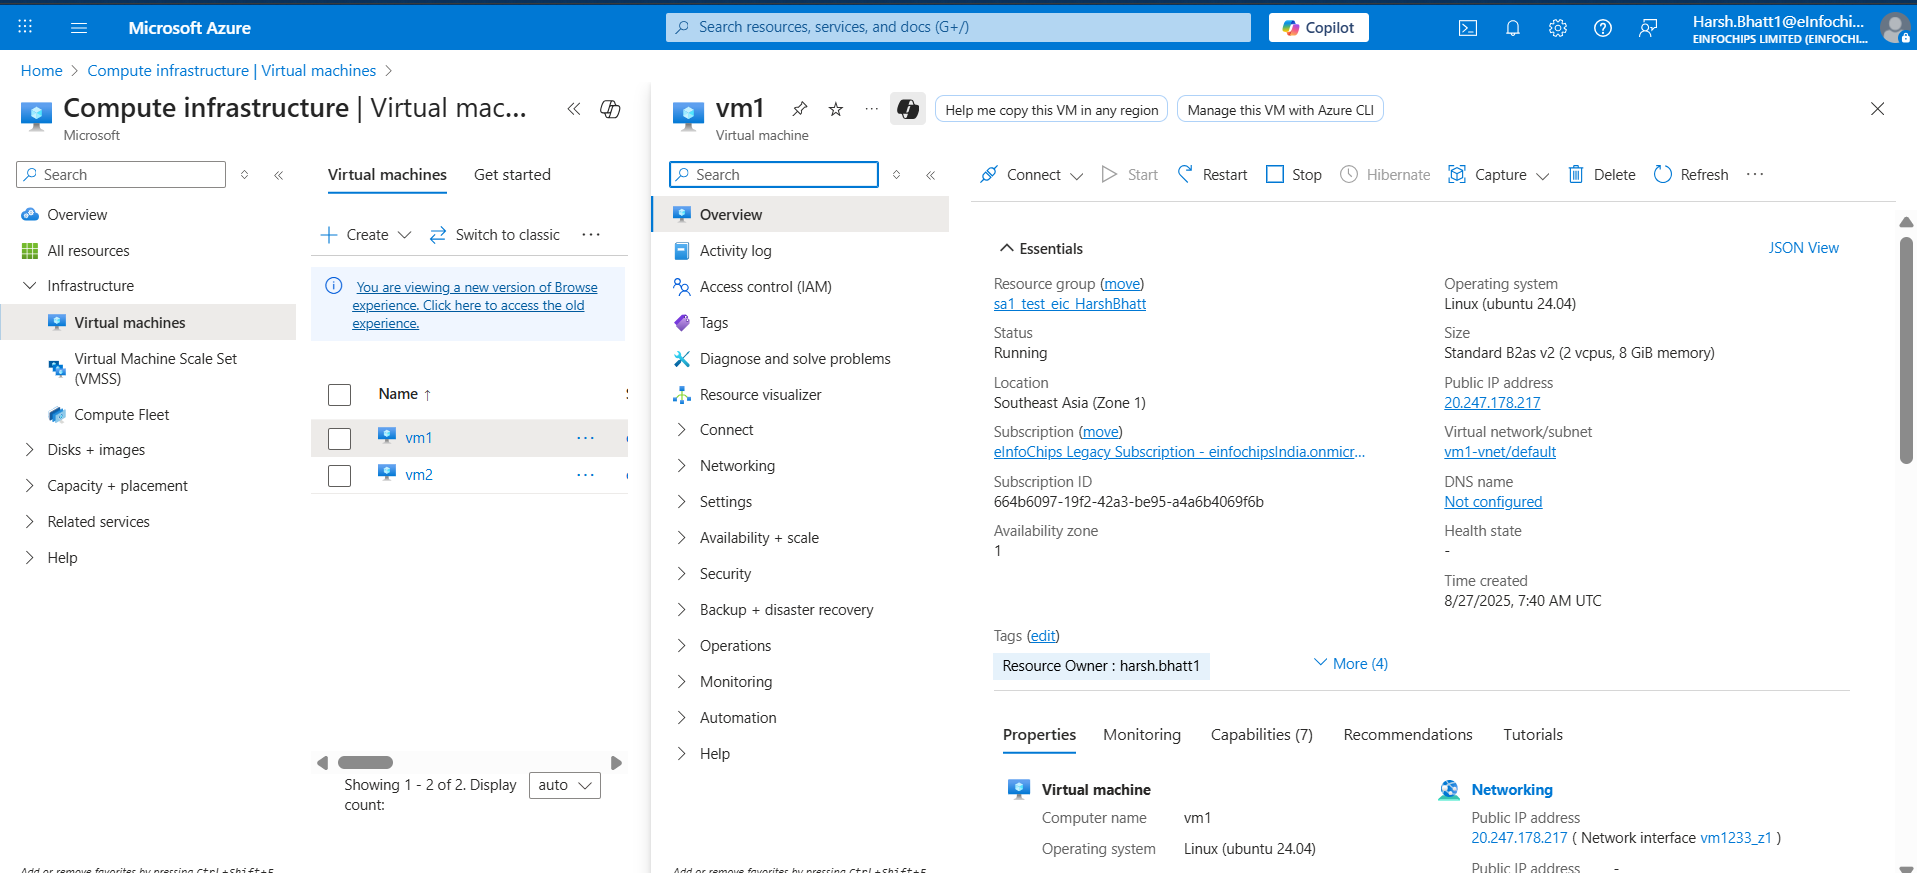 Microsoft Azure
Search resources, services, and docs (G+/)
Copilot
Harsh.Bhatt1@eInfochi...
EINFOCHIPS LIMITED (EINFOCHI...
Home > Compute infrastructure | Virtual machines >
Compute infrastructure | Virtual mac...
Microsoft
Search
Overview
All resources
Infrastructure
Virtual machines
Virtual Machine Scale Set
(VMSS)
Compute Fleet
Disks + images
Capacity + placement
Related services
Help
Add or remove favorites by pressing Ctrl+Shift+F
Virtual machines
Get started
Create
Switch to classic
...
You are viewing a new version of Browse
experience. Click here to access the old
experience.
Name ↑
vm1 ...
vm2 ...
Showing 1 - 2 of 2. Display
count:
auto
vm1
Virtual machine
...
Help me copy this VM in any region
Manage this VM with Azure CLI
Search
Overview
Activity log
Access control (IAM)
Tags
Diagnose and solve problems
Resource visualizer
Connect
Networking
Settings
Availability + scale
Security
Backup + disaster recovery
Operations
Monitoring
Automation
Help
Add or remove favorites by pressing Ctrl+Shift+F
Connect
Start
Restart
Stop
Hibernate
Capture
Delete
Refresh
...
Essentials
JSON View
Resource group (move)
sa1_test_eic_HarshBhatt
Status
Running
Location
Southeast Asia (Zone 1)
Subscription (move)
eInfoChips Legacy Subscription - einfochipsIndia.onmicr...
Subscription ID
664b6097-19f2-42a3-be95-a4a6b4069f6b
Availability zone
1
Operating system
Linux (ubuntu 24.04)
Size
Standard B2as v2 (2 vcpus, 8 GiB memory)
Public IP address
20.247.178.217
Virtual network/subnet
vm1-vnet/default
DNS name
Not configured
Health state
-
Time created
8/27/2025, 7:40 AM UTC
Tags (edit)
Resource Owner : harsh.bhatt1
More (4)
Properties
Monitoring
Capabilities (7)
Recommendations
Tutorials
Virtual machine
Computer name vm1
Operating system Linux (ubuntu 24.04)
Networking
Public IP address
20.247.178.217 ( Network interface vm1233_z1 )
Public IP address -